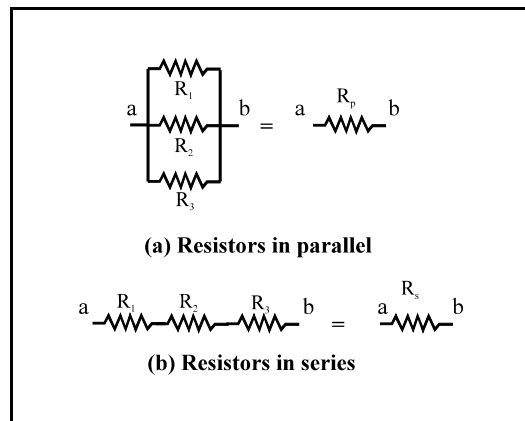 R₁
a b = a Rₚ b
R₂
R₃
(a) Resistors in parallel
a R₁ R₂ R₃ b = a Rₛ b
(b) Resistors in series